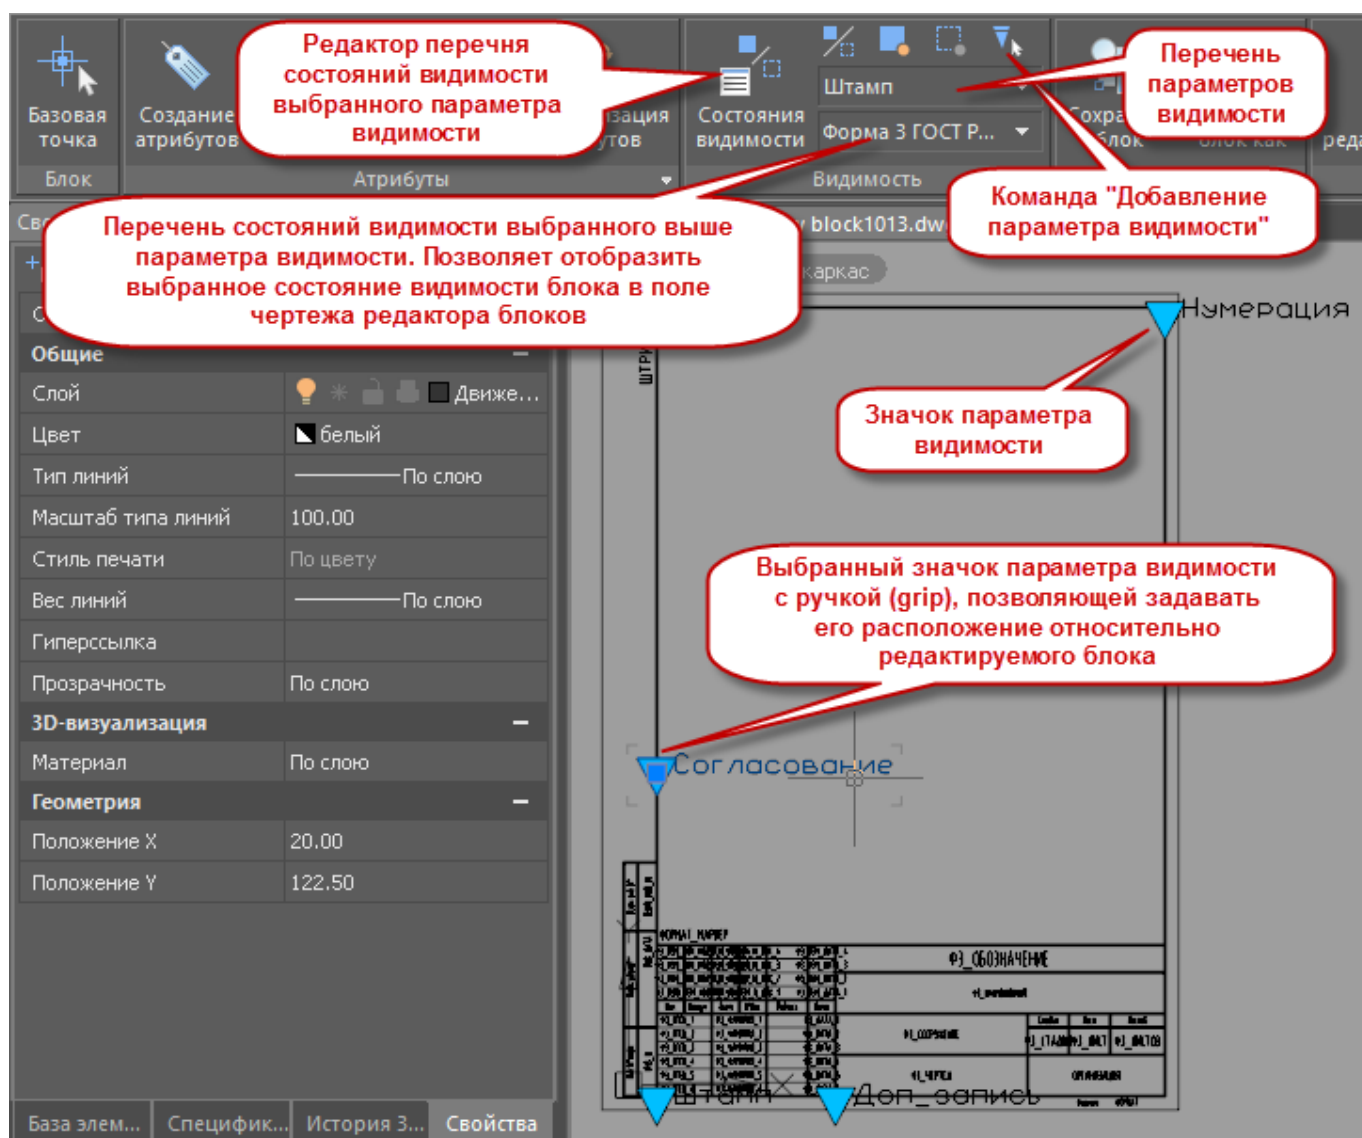 Редактор перечня
состояний видимости
выбранного параметра
видимости
Перечень
параметров
видимости
Базовая
точка
Создание
атрибутов
Состояния
видимости
Штамп
Форма 3 ГОСТ Р...
блок как
Блок
Атрибуты
Видимость
Команда "Добавление
параметра видимости"
Перечень состояний видимости выбранного выше
параметра видимости. Позволяет отобразить
выбранное состояние видимости блока в поле
чертежа редактора блоков
block1013.dw
каркас
Нумерация
Общие
Слой
Движе...
Цвет
белый
Тип линий
По слою
Масштаб типа линий
100.00
Стиль печати
По цвету
Вес линий
По слою
Гиперссылка
Прозрачность
По слою
3D-визуализация
Материал
По слою
Геометрия
Положение X
20.00
Положение Y
122.50
Значок параметра
видимости
Выбранный значок параметра видимости
с ручкой (grip), позволяющей задавать
его расположение относительно
редактируемого блока
Согласование
Ф3_ОБОЗНАЧЕНИЕ
Штамп
Доп_запись
База элем...
Специфик...
История 3...
Свойства